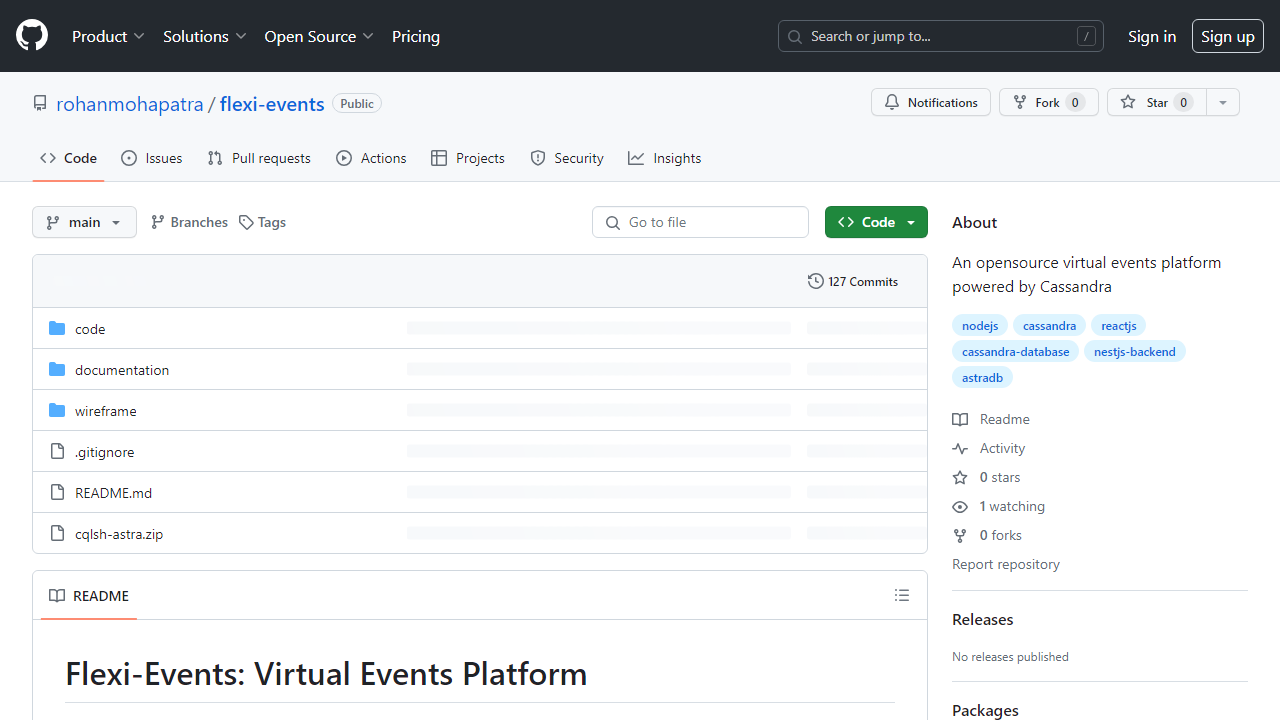 Product Solutions Open Source Pricing Search or jump to... / Sign in Sign up
rohanmohapatra / flexi-events Public Notifications Fork 0 Star 0
Code Issues Pull requests Actions Projects Security Insights
main Branches Tags Go to file Code
127 Commits
code
documentation
wireframe
.gitignore
README.md
cqlsh-astra.zip
README
Flexi-Events: Virtual Events Platform
About
An opensource virtual events platform
powered by Cassandra
nodejs cassandra reactjs
cassandra-database nestjs-backend
astradb
Readme
Activity
0 stars
1 watching
0 forks
Report repository
Releases
No releases published
Packages